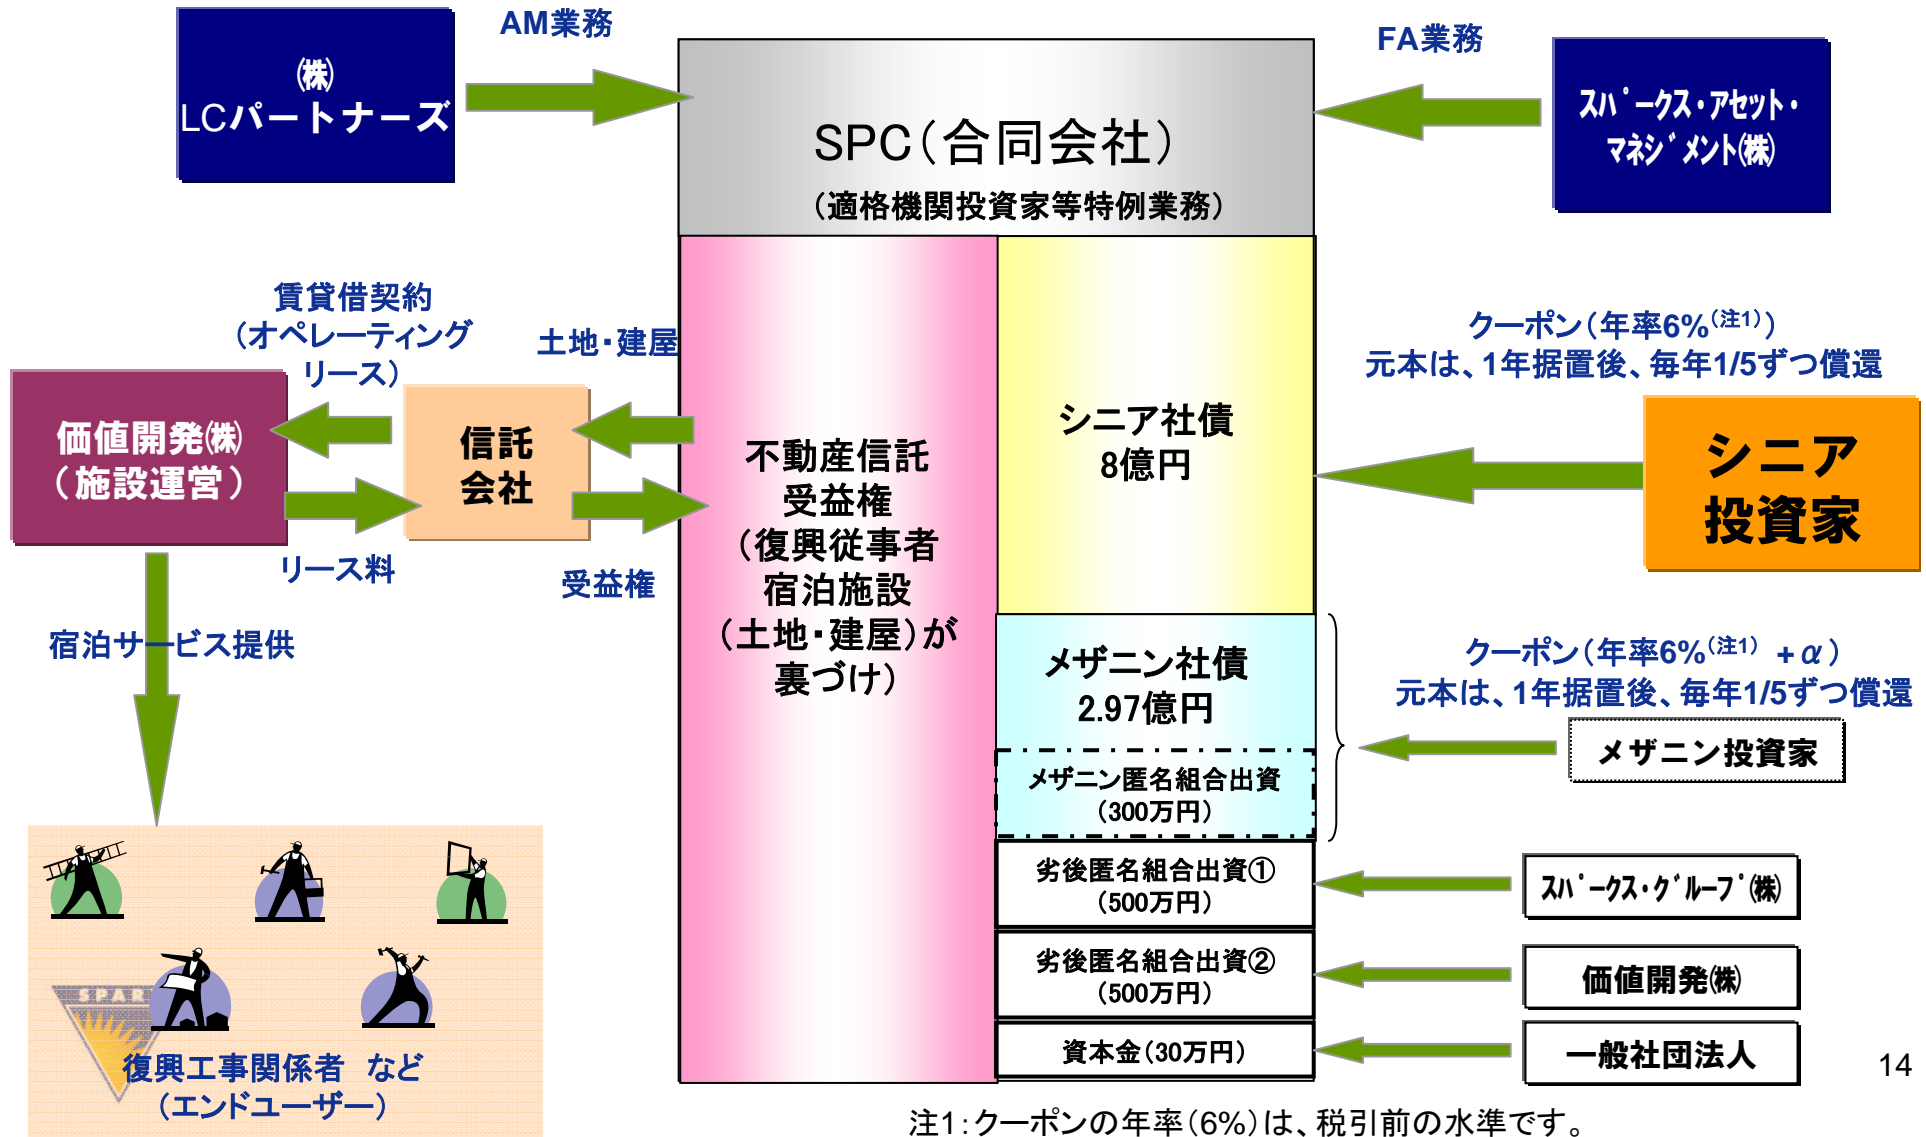 AM業務
FA業務
㈱
LCパートナーズ
SPC（合同会社）
（適格機関投資家等特例業務）
スパークス・アセット・
マネジメント㈱
賃貸借契約
（オペレーティング
リース）
土地・建屋
クーポン（年率6%（注1））
元本は、1年据置後、毎年1/5ずつ償還
価値開発㈱
（施設運営）
信託
会社
不動産信託
受益権
（復興従事者
宿泊施設
（土地・建屋）が
裏づけ）
シニア社債
8億円
シニア
投資家
リース料
受益権
宿泊サービス提供
メザニン社債
2.97億円
クーポン（年率6%（注1） +α）
元本は、1年据置後、毎年1/5ずつ償還
メザニン投資家
メザニン匿名組合出資
（300万円）
劣後匿名組合出資①
（500万円）
スパークス・グループ㈱
劣後匿名組合出資②
（500万円）
価値開発㈱
資本金（30万円）
一般社団法人
SPAR
復興工事関係者 など
（エンドユーザー）
14
注1：クーポンの年率（6%）は、税引前の水準です。